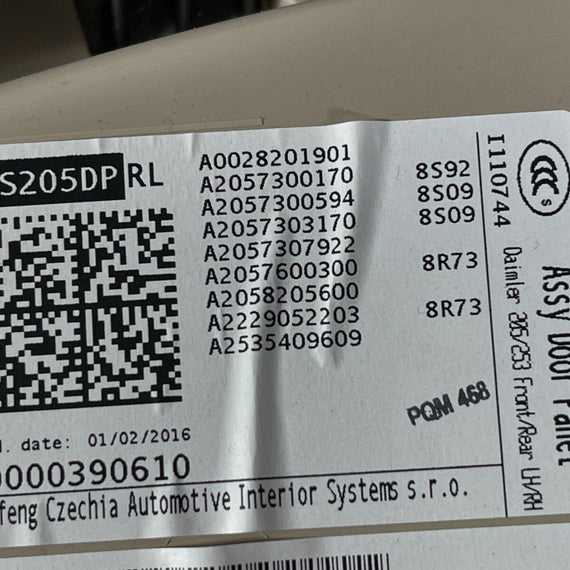 S205DP RL
A0028201901
A2057300170 8S92
A2057300594 8S09
A2057303170 8S09
A2057307922
A2057600300 8R73
A2058205600
A2229052203 8R73
A2535409609
PQM 468
. date: 01/02/2016
000390610
feng Czechia Automotive Interior Systems s.r.o.
I110744
CCC S
Daimler 205/253 Front/Rear LH/RH
Assy Door Panel